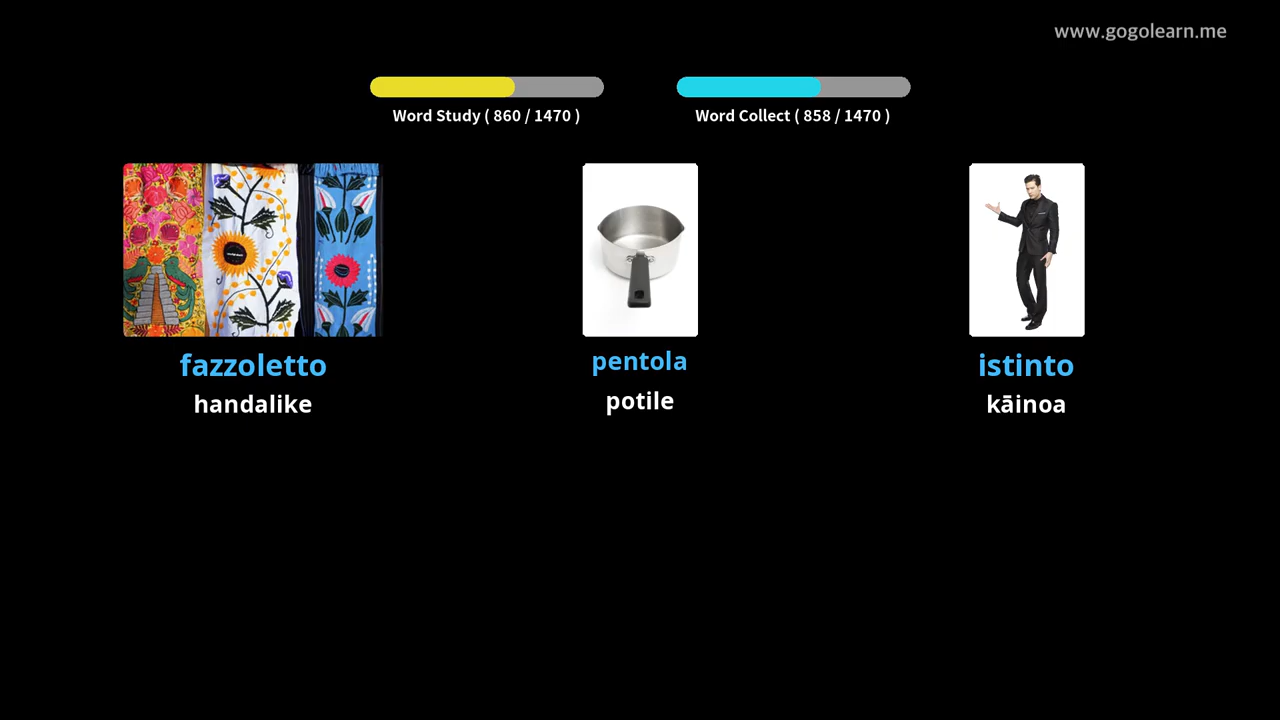 www.gogolearn.me
Word Study ( 860 / 1470 )
Word Collect ( 858 / 1470 )
fazzoletto
handalike
pentola
potile
istinto
kāinoa